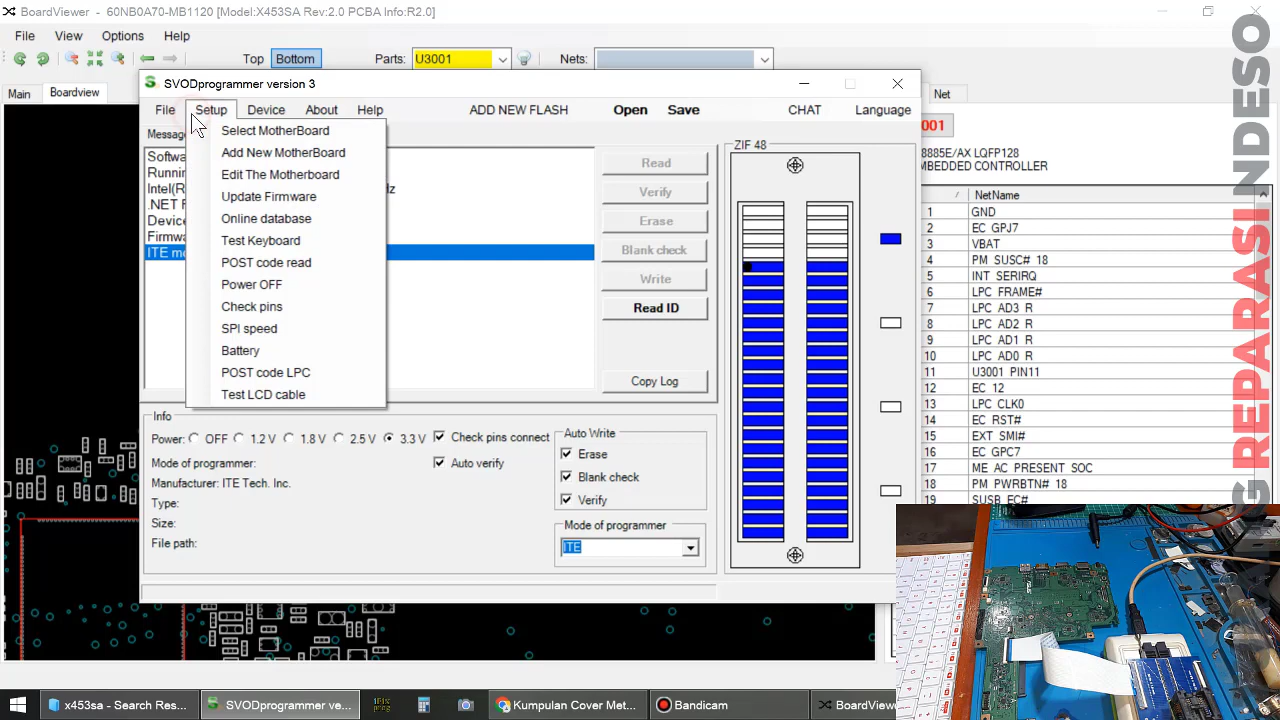 BoardViewer - 60NB0A70-MB1120 [Model:X453SA Rev:2.0 PCBA Info:R2.0]
File View Options Help
Top Bottom Parts: U3001 Nets:
Main Boardview Net
SVODprogrammer version 3
File Setup Device About Help ADD NEW FLASH Open Save CHAT Language
Select MotherBoard
Add New MotherBoard
Edit The Motherboard
Update Firmware
Online database
Test Keyboard
POST code read
Power OFF
Check pins
SPI speed
Battery
POST code LPC
Test LCD cable
Read
Verify
Erase
Blank check
Write
Read ID
Copy Log
ZIF 48
Info
Power: OFF 1.2 V 1.8 V 2.5 V 3.3 V Check pins connect
Mode of programmer: Auto verify
Manufacturer: ITE Tech. Inc.
Type:
Size:
File path:
Auto Write
Erase
Blank check
Verify
Mode of programmer
ITE
001
8885E/AX LQFP128
EMBEDDED CONTROLLER
/ NetName
1 GND
2 EC GPJ7
3 VBAT
4 PM SUSC# 18
5 INT SERIRQ
6 LPC FRAME#
7 LPC AD3 R
8 LPC AD2 R
9 LPC AD1 R
10 LPC AD0 R
11 U3001 PIN11
12 EC 12
13 LPC CLK0
14 EC RST#
15 EXT SMI#
16 EC GPC7
17 ME AC PRESENT SOC
18 PM PWRBTN# 18
19 SUSB EC#
G REPARASI INDESO
x453sa - Search Res...
SVODprogrammer ve...
Kumpulan Cover Met...
Bandicam
BoardViewe